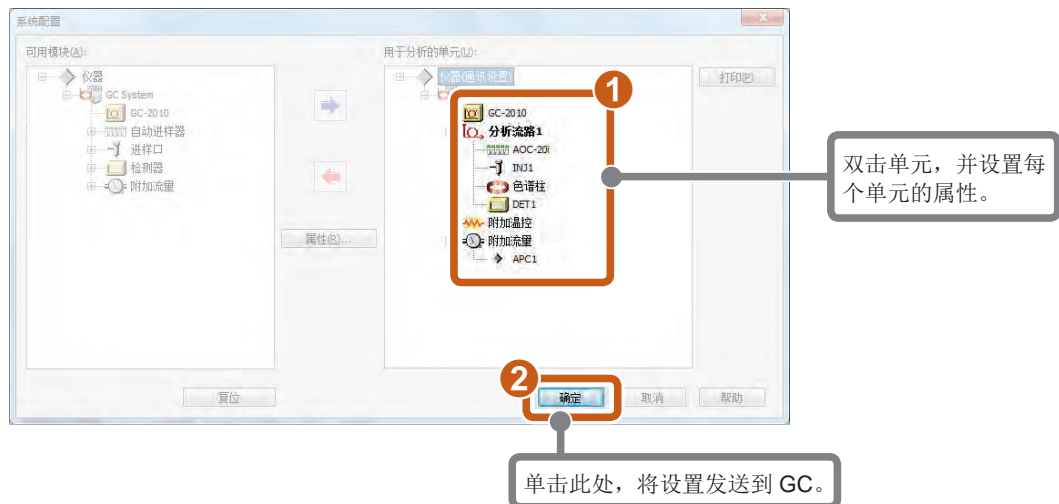 系统配置
可用模块(A):
仪器
GC System
GC-2010
自动进样器
进样口
检测器
附加流量
属性(R)...
复位
用于分析的单元(U):
仪器(通讯设置)
1
GC-2010
分析流路1
AOC-20i
INJ1
色谱柱
DET1
附加温控
附加流量
APC1
打印(P)
双击单元，并设置每
个单元的属性。
2
确定
取消
帮助
单击此处，将设置发送到 GC。